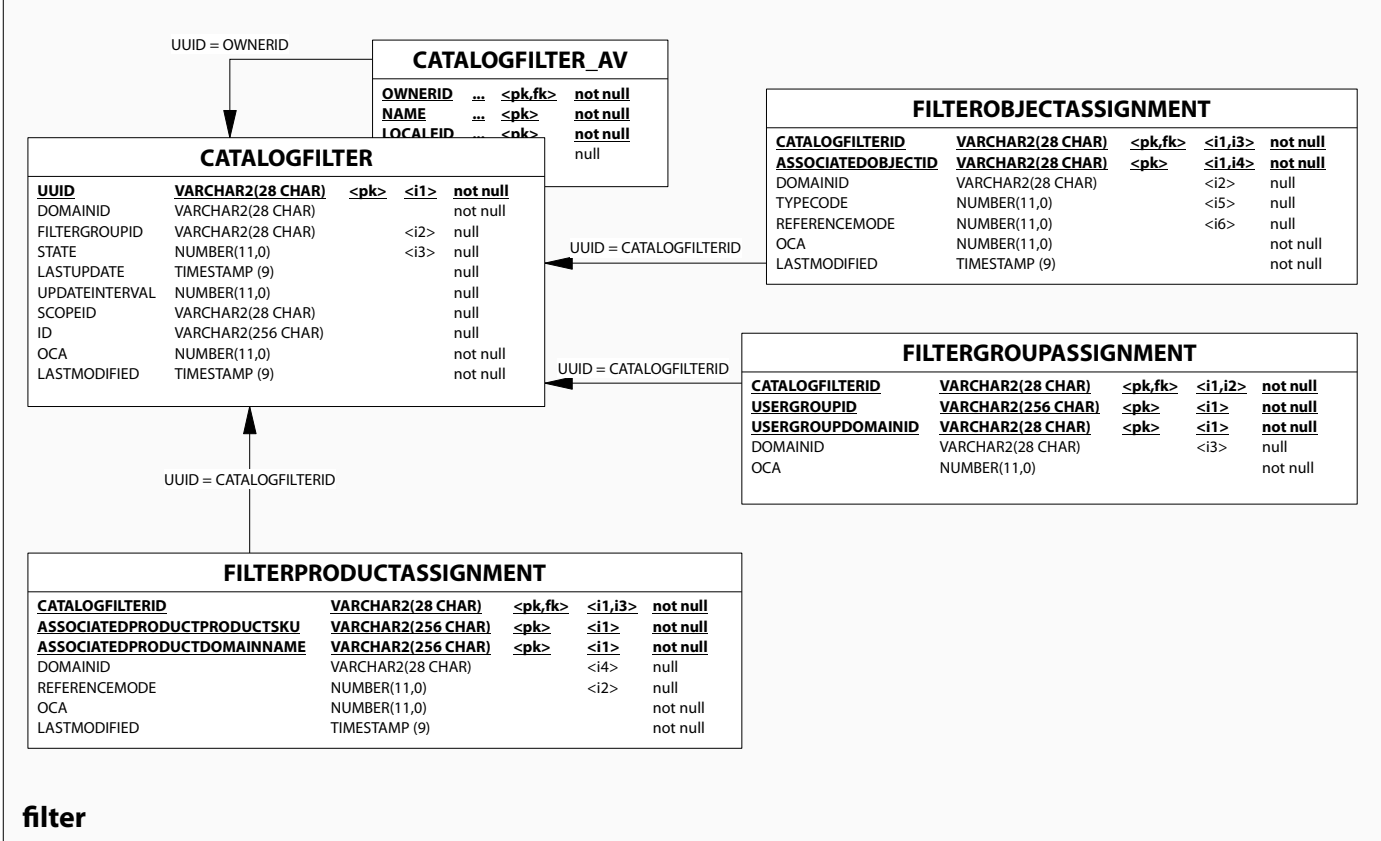 UUID = OWNERID
CATALOGFILTER_AV
OWNERID ... <pk,fk> not null
NAME ... <pk> not null
LOCALEID ... <pk> not null
null
CATALOGFILTER
UUID VARCHAR2(28 CHAR) <pk> <i1> not null
DOMAINID VARCHAR2(28 CHAR) not null
FILTERGROUPID VARCHAR2(28 CHAR) <i2> null
STATE NUMBER(11,0) <i3> null
LASTUPDATE TIMESTAMP (9) null
UPDATEINTERVAL NUMBER(11,0) null
SCOPEID VARCHAR2(28 CHAR) null
ID VARCHAR2(256 CHAR) null
OCA NUMBER(11,0) not null
LASTMODIFIED TIMESTAMP (9) not null
FILTEROBJECTASSIGNMENT
CATALOGFILTERID VARCHAR2(28 CHAR) <pk,fk> <i1,i3> not null
ASSOCIATEDOBJECTID VARCHAR2(28 CHAR) <pk> <i1,i4> not null
DOMAINID VARCHAR2(28 CHAR) <i2> null
TYPECODE NUMBER(11,0) <i5> null
REFERENCEMODE NUMBER(11,0) <i6> null
OCA NUMBER(11,0) not null
LASTMODIFIED TIMESTAMP (9) not null
UUID = CATALOGFILTERID
FILTERGROUPASSIGNMENT
CATALOGFILTERID VARCHAR2(28 CHAR) <pk,fk> <i1,i2> not null
USERGROUPID VARCHAR2(256 CHAR) <pk> <i1> not null
USERGROUPDOMAINID VARCHAR2(28 CHAR) <pk> <i1> not null
DOMAINID VARCHAR2(28 CHAR) <i3> null
OCA NUMBER(11,0) not null
UUID = CATALOGFILTERID
UUID = CATALOGFILTERID
FILTERPRODUCTASSIGNMENT
CATALOGFILTERID VARCHAR2(28 CHAR) <pk,fk> <i1,i3> not null
ASSOCIATEDPRODUCTPRODUCTSKU VARCHAR2(256 CHAR) <pk> <i1> not null
ASSOCIATEDPRODUCTDOMAINNAME VARCHAR2(256 CHAR) <pk> <i1> not null
DOMAINID VARCHAR2(28 CHAR) <i4> null
REFERENCEMODE NUMBER(11,0) <i2> null
OCA NUMBER(11,0) not null
LASTMODIFIED TIMESTAMP (9) not null
filter